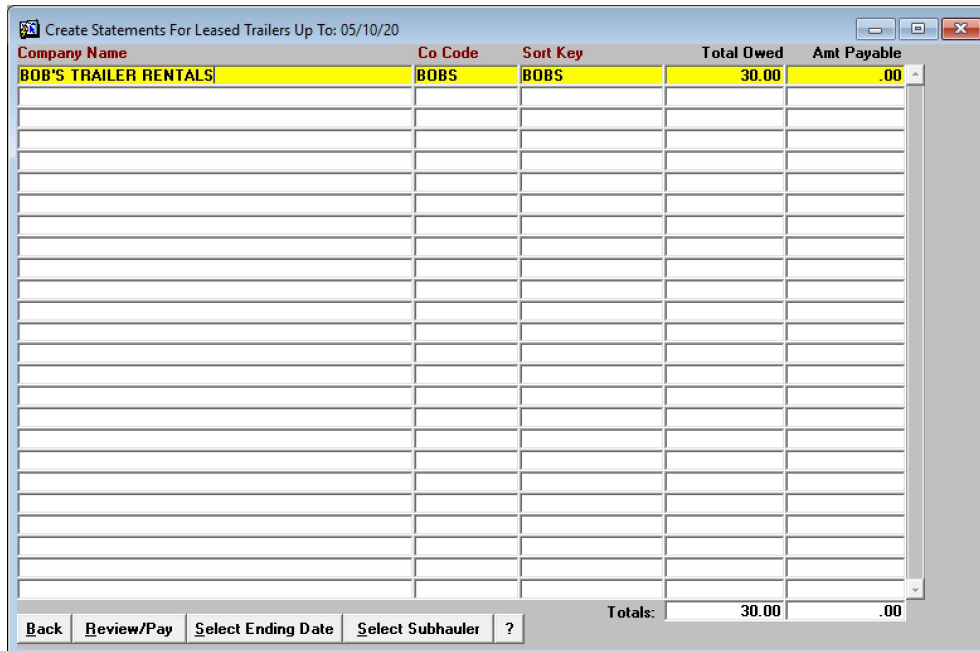 Create Statements For Leased Trailers Up To: 05/10/20
Company Name Co Code Sort Key Total Owed Amt Payable
BOB'S TRAILER RENTALS BOBS BOBS 30.00 .00
Totals: 30.00 .00
Back Review/Pay Select Ending Date Select Subhauler ?